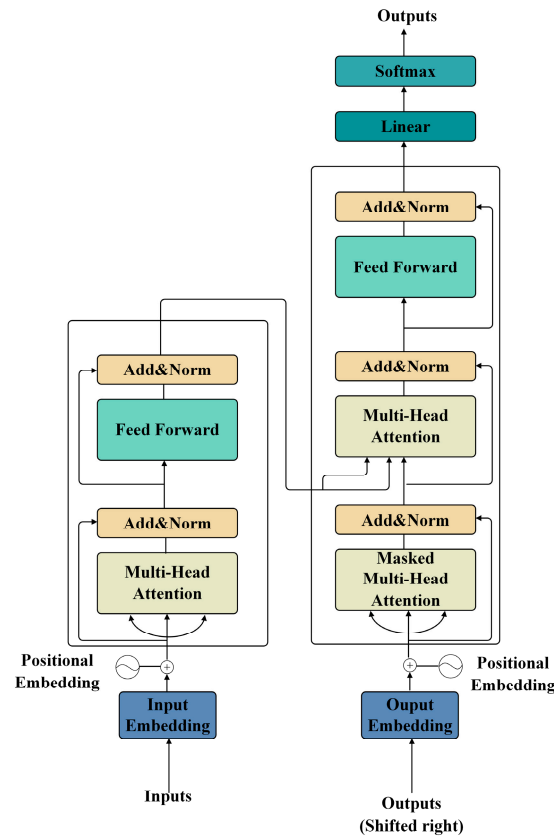 Outputs
Softmax
Linear
Add&Norm
Feed Forward
Add&Norm
Multi-Head
Attention
Add&Norm
Masked
Multi-Head
Attention
Positional
Embedding
Ouput
Embedding
Outputs
(Shifted right)
Add&Norm
Feed Forward
Add&Norm
Multi-Head
Attention
Positional
Embedding
Input
Embedding
Inputs